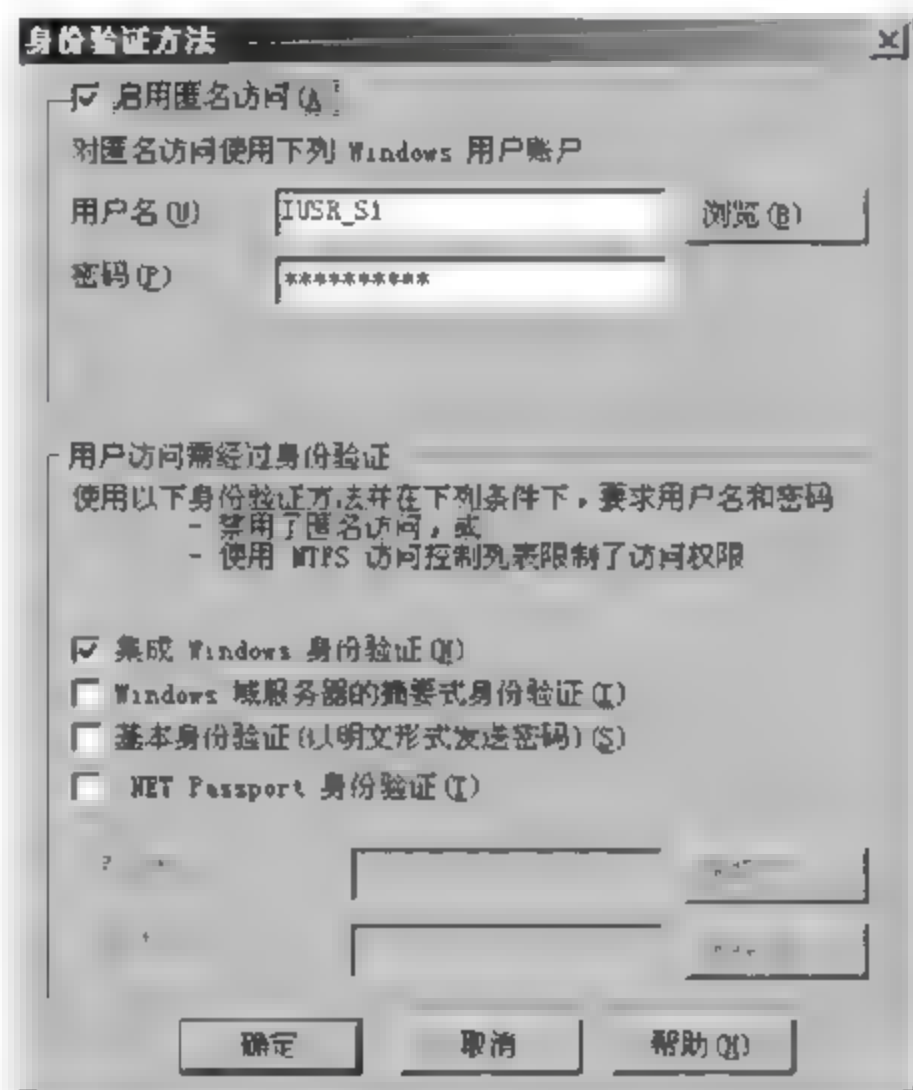 身份验证方法
启用匿名访问(A)
对匿名访问使用下列 Windows 用户账户
用户名(U) IUSR_S1 浏览(B)
密码(P) **********
用户访问需经过身份验证
使用以下身份验证方法并在下列条件下，要求用户名和密码
- 禁用了匿名访问，或
- 使用 NTFS 访问控制列表限制了访问权限
集成 Windows 身份验证(N)
Windows 域服务器的摘要式身份验证(I)
基本身份验证(以明文形式发送密码)(S)
NET Passport 身份验证(T)
确定 取消 帮助(H)